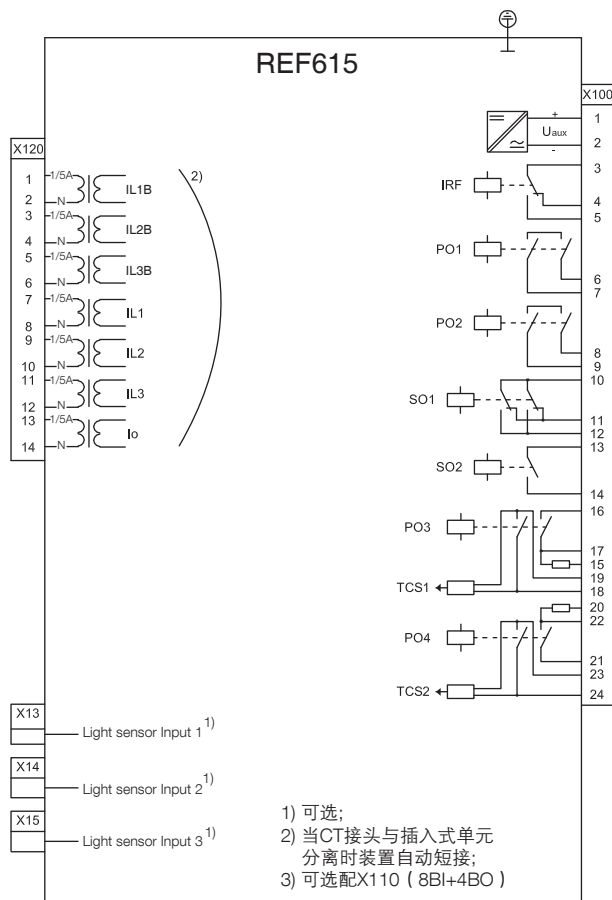 REF615
X100
+
1
Uaux
2
-
3
IRF
4
5
PO1
6
7
PO2
8
9
10
SO1
11
12
13
SO2
14
16
PO3
17
15
19
TCS1
18
20
22
PO4
21
23
TCS2
24
X120
2)
1 1/5A
IL1B
2 N
3 1/5A
IL2B
4 N
5 1/5A
IL3B
6 N
7 1/5A
IL1
8 N
9 1/5A
IL2
10 N
11 1/5A
IL3
12 N
13 1/5A
Io
14 N
X13
Light sensor Input 1 1)
X14
Light sensor Input 2 1)
X15
Light sensor Input 3 1)
1) 可选;
2) 当CT接头与插入式单元
分离时装置自动短接;
3) 可选配X110（8BI+4BO）